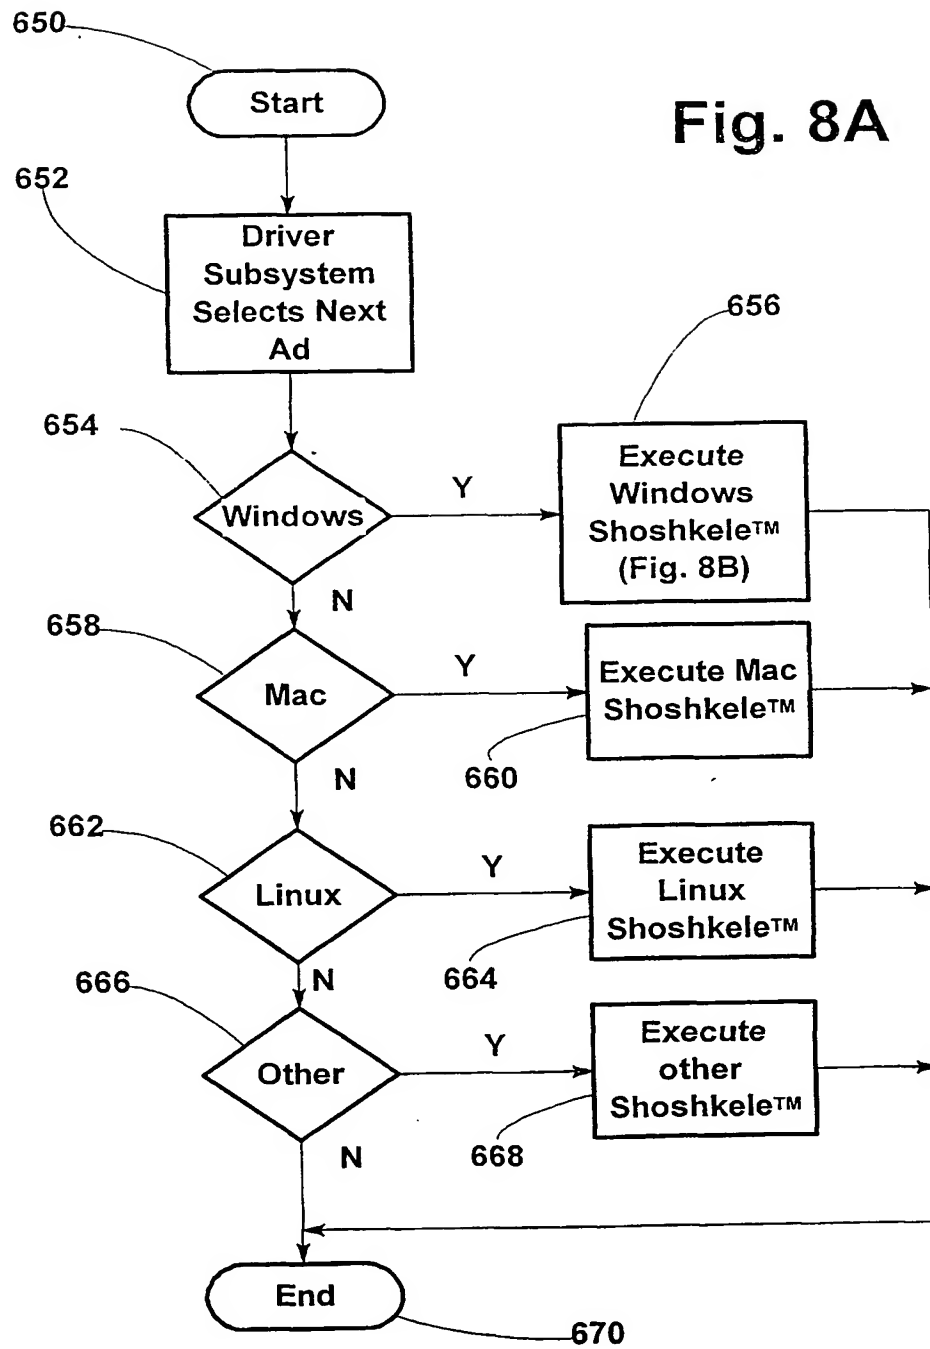 650
Start
Fig. 8A
652
Driver
Subsystem
Selects Next
Ad
656
654
Windows
Y
Execute
Windows
Shoshkele™
(Fig. 8B)
N
658
Mac
Y
Execute Mac
Shoshkele™
660
N
662
Linux
Y
Execute
Linux
Shoshkele™
664
N
666
Other
Y
Execute
other
Shoshkele™
668
N
End
670